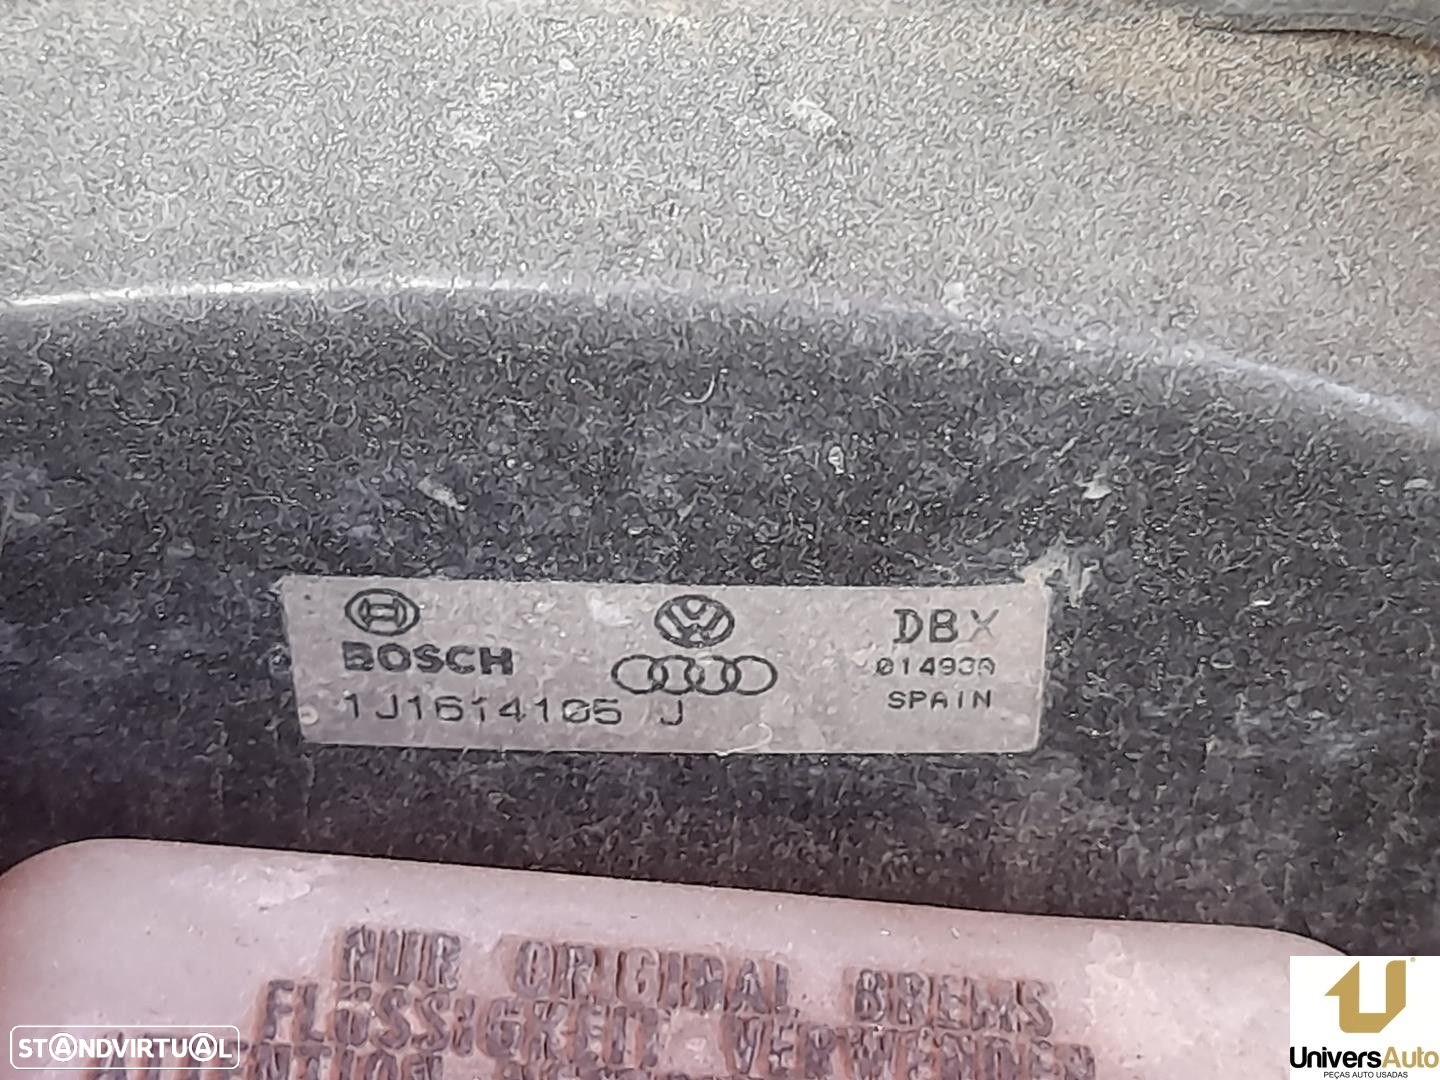 BOSCH
1J1614105 J
DBX
014930
SPAIN
NUR ORIGINAL BREMS
FLÜSSIGKEIT VERWENDEN
STANDVIRTUAL
UniversAuto
PEÇAS AUTO USADAS